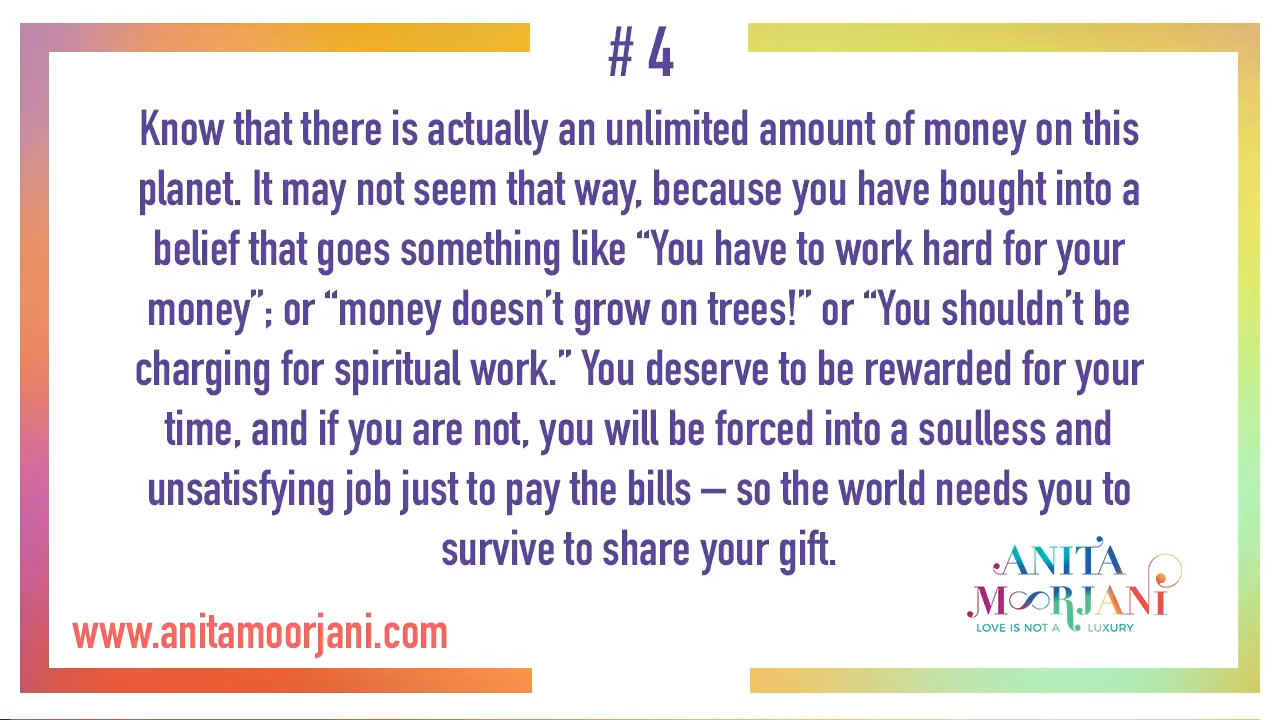 # 4
Know that there is actually an unlimited amount of money on this
planet. It may not seem that way, because you have bought into a
belief that goes something like “You have to work hard for your
money”; or “money doesn’t grow on trees!” or “You shouldn’t be
charging for spiritual work.” You deserve to be rewarded for your
time, and if you are not, you will be forced into a soulless and
unsatisfying job just to pay the bills – so the world needs you to
survive to share your gift.
ANITA
MOORJANI
LOVE IS NOT A LUXURY
www.anitamoorjani.com